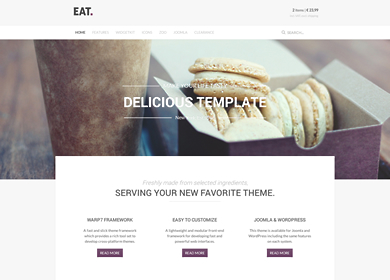 EAT.
2 Items | € 23.99
HOME FEATURES WIDGETKIT ICONS ZOO JOOMLA
SEARCH...
DELICIOUS TEMPLATE
Freshly made from selected ingredients.
SERVING YOUR NEW FAVORITE THEME.
WARP7 FRAMEWORK
A fast and slick theme framework
which provides a rich tool set to
develop cross-platform themes.
READ MORE
EASY TO CUSTOMIZE
A lightweight and modular front-end
framework for developing fast and
powerful web interfaces.
READ MORE
JOOMLA & WORDPRESS
This theme is available for Joomla and
WordPress including the same features
on each system.
READ MORE